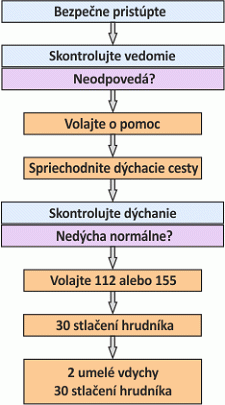 Bezpečne pristúpte
Skontrolujte vedomie
Neodpovedá?
Volajte o pomoc
Spriechodnite dýchacie cesty
Skontrolujte dýchanie
Nedýcha normálne?
Volajte 112 alebo 155
30 stlačení hrudníka
2 umelé vdychy
30 stlačení hrudníka